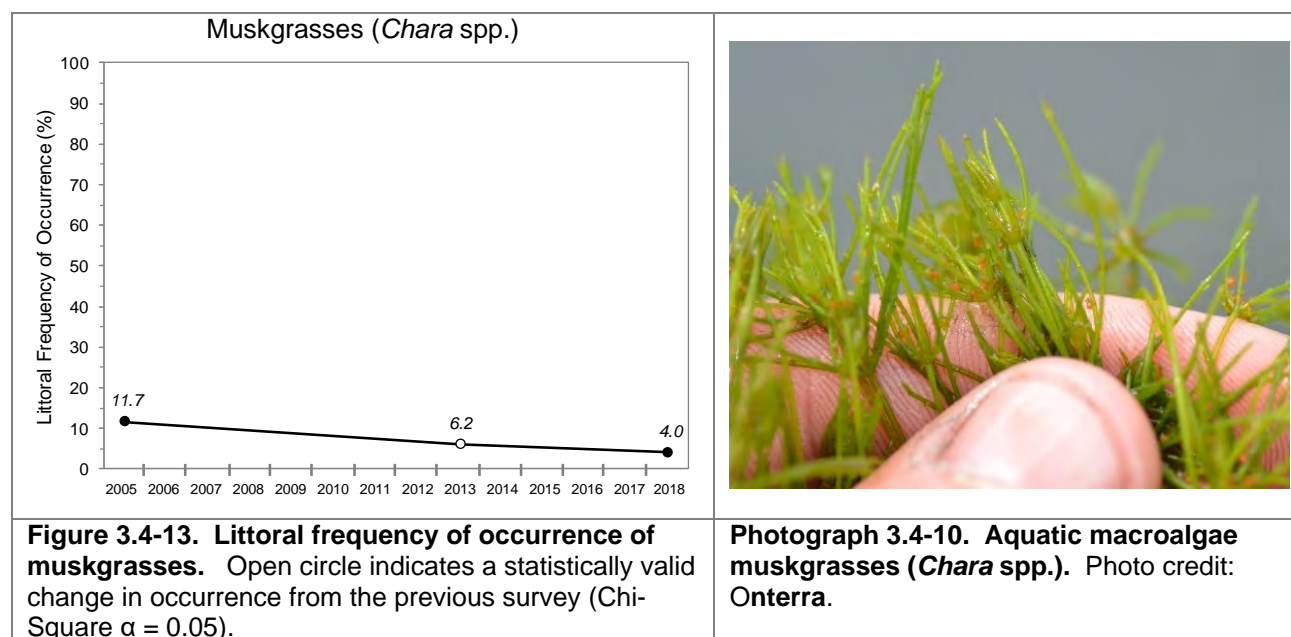 Muskgrasses (Chara spp.)
Littoral Frequency of Occurrence (%)
100
90
80
70
60
50
40
30
20
10
0
11.7
6.2
4.0
2005 2006 2007 2008 2009 2010 2011 2012 2013 2014 2015 2016 2017 2018
Figure 3.4-13. Littoral frequency of occurrence of
muskgrasses. Open circle indicates a statistically valid
change in occurrence from the previous survey (Chi-
Square α = 0.05).
Photograph 3.4-10. Aquatic macroalgae
muskgrasses (Chara spp.). Photo credit:
Onterra.